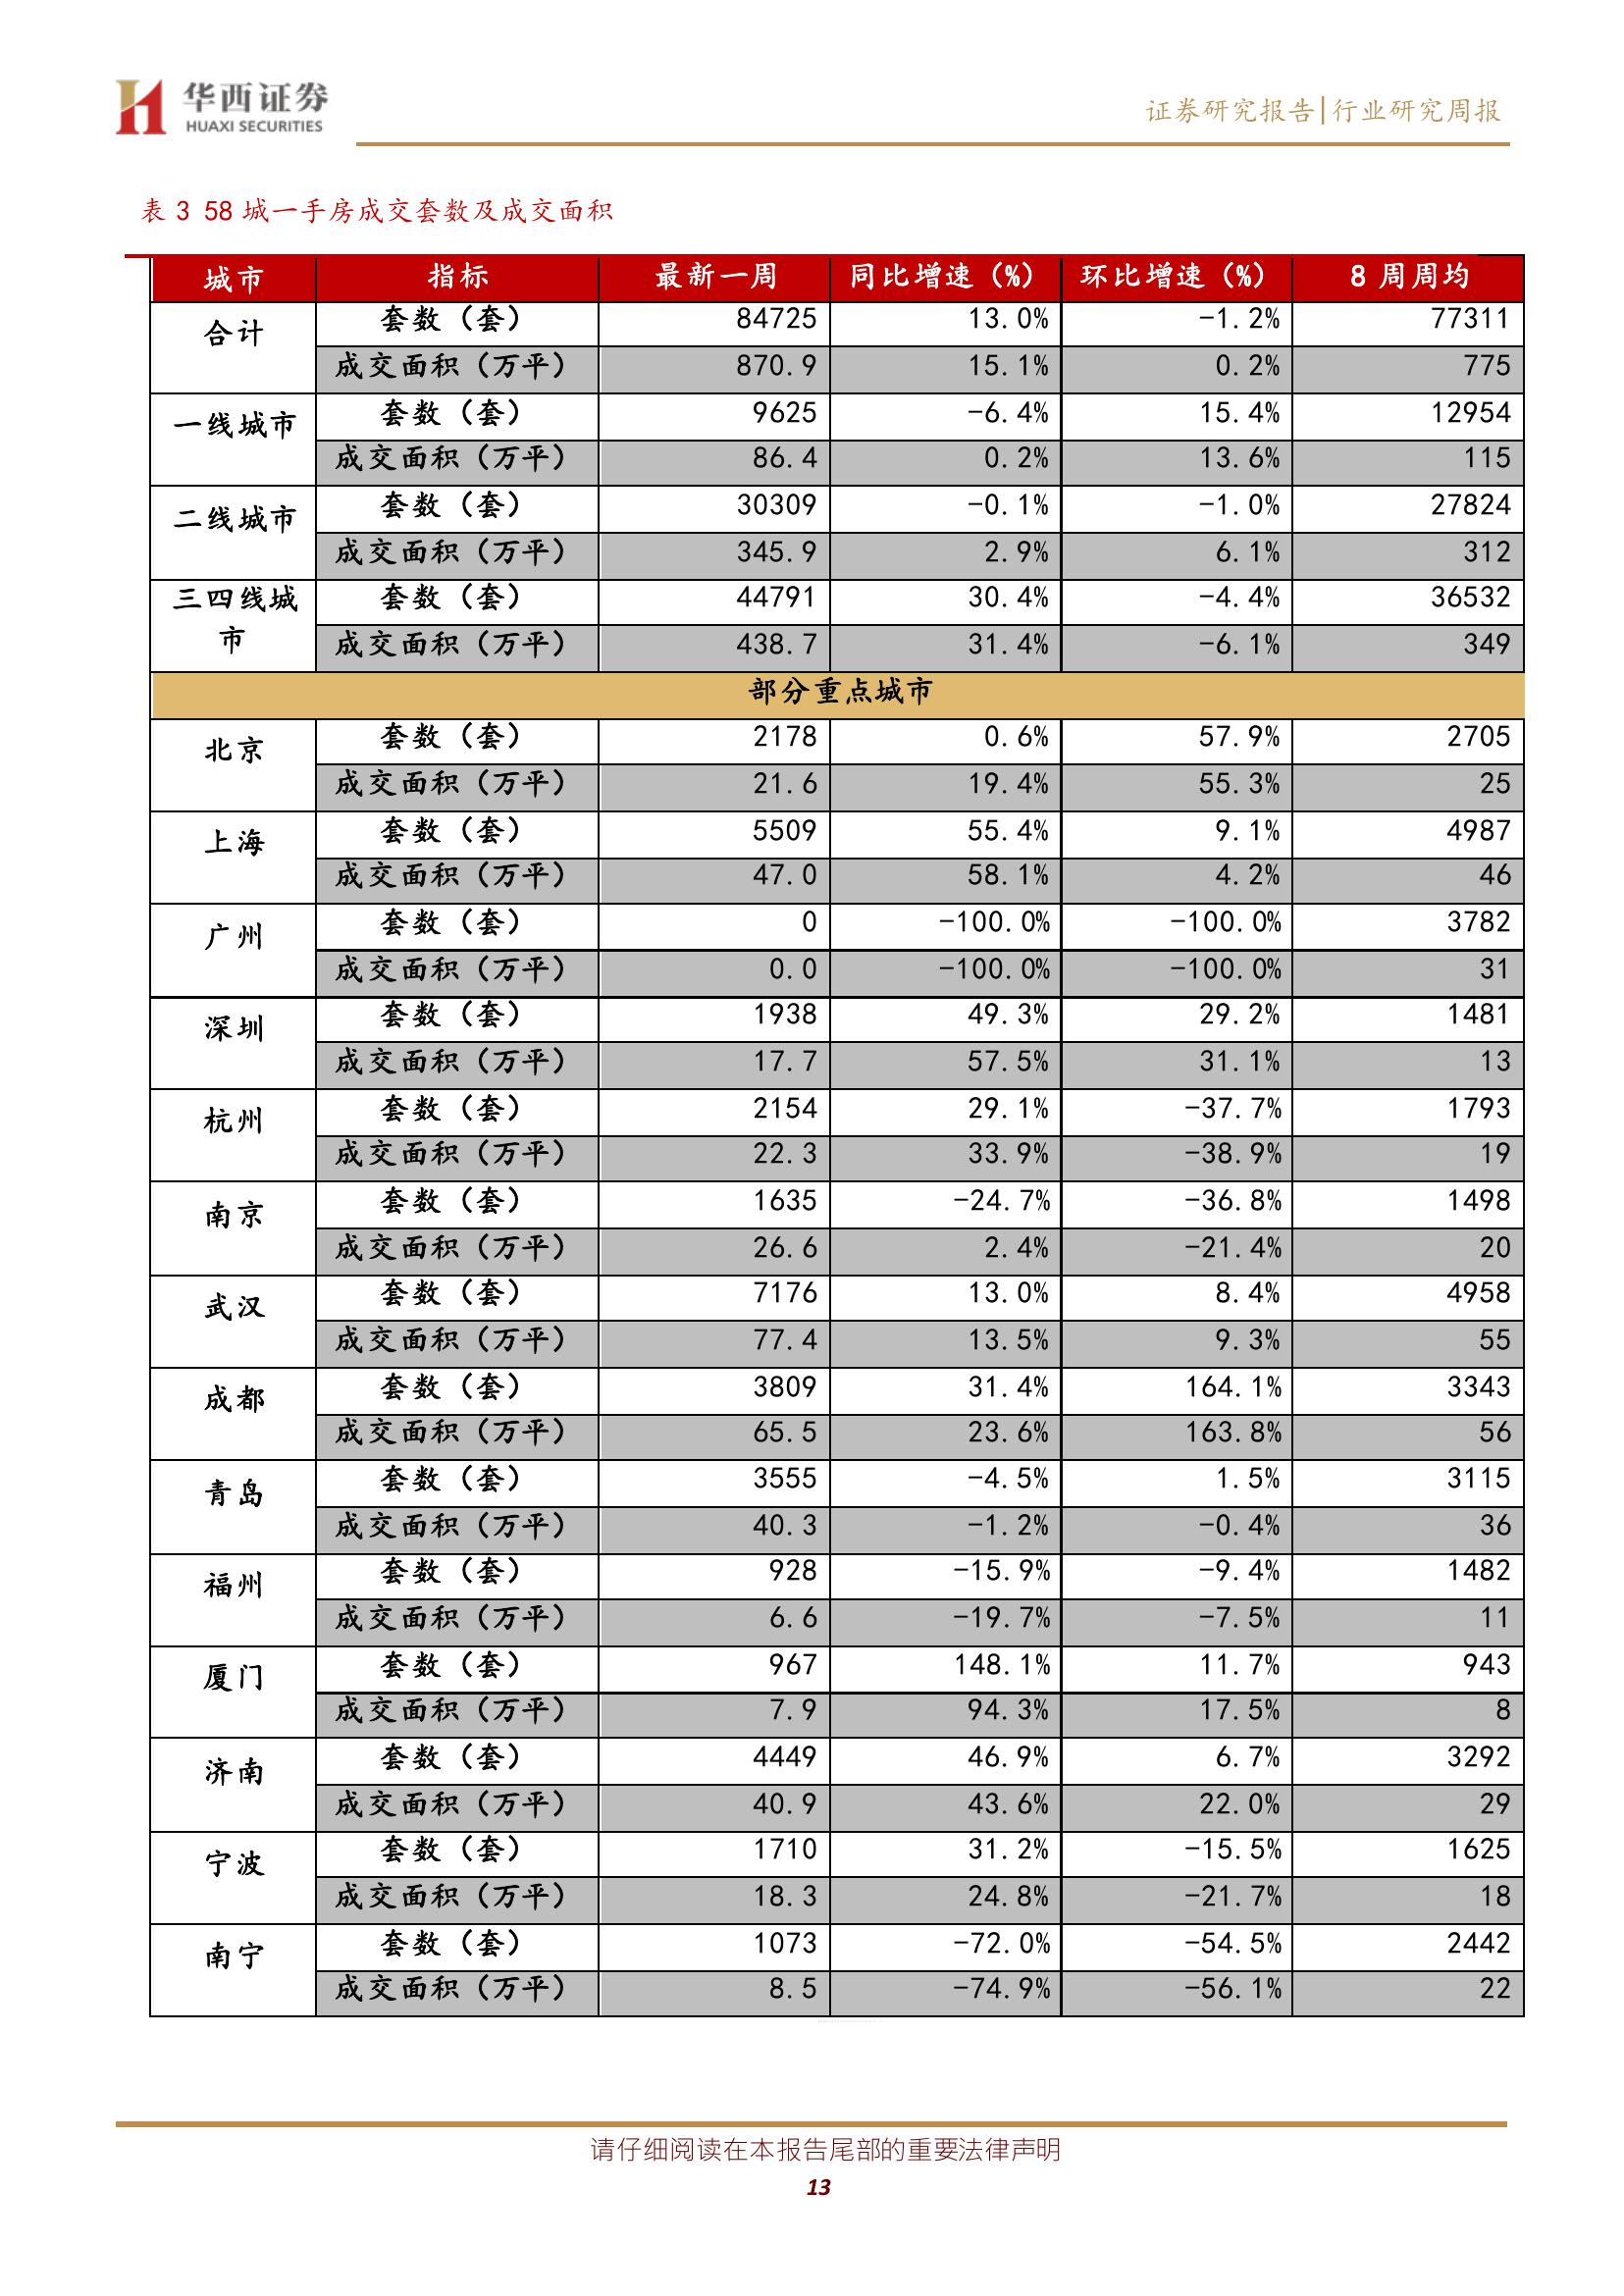 华西证券
HUAXI SECURITIES
证券研究报告|行业研究周报
表 3 58 城一手房成交套数及成交面积
城市 指标 最新一周 同比增速（%） 环比增速（%） 8 周周均
合计 套数（套） 84725 13.0% -1.2% 77311
成交面积（万平） 870.9 15.1% 0.2% 775
一线城市 套数（套） 9625 -6.4% 15.4% 12954
成交面积（万平） 86.4 0.2% 13.6% 115
二线城市 套数（套） 30309 -0.1% -1.0% 27824
成交面积（万平） 345.9 2.9% 6.1% 312
三四线城市 套数（套） 44791 30.4% -4.4% 36532
成交面积（万平） 438.7 31.4% -6.1% 349
部分重点城市
北京 套数（套） 2178 0.6% 57.9% 2705
成交面积（万平） 21.6 19.4% 55.3% 25
上海 套数（套） 5509 55.4% 9.1% 4987
成交面积（万平） 47.0 58.1% 4.2% 46
广州 套数（套） 0 -100.0% -100.0% 3782
成交面积（万平） 0.0 -100.0% -100.0% 31
深圳 套数（套） 1938 49.3% 29.2% 1481
成交面积（万平） 17.7 57.5% 31.1% 13
杭州 套数（套） 2154 29.1% -37.7% 1793
成交面积（万平） 22.3 33.9% -38.9% 19
南京 套数（套） 1635 -24.7% -36.8% 1498
成交面积（万平） 26.6 2.4% -21.4% 20
武汉 套数（套） 7176 13.0% 8.4% 4958
成交面积（万平） 77.4 13.5% 9.3% 55
成都 套数（套） 3809 31.4% 164.1% 3343
成交面积（万平） 65.5 23.6% 163.8% 56
青岛 套数（套） 3555 -4.5% 1.5% 3115
成交面积（万平） 40.3 -1.2% -0.4% 36
福州 套数（套） 928 -15.9% -9.4% 1482
成交面积（万平） 6.6 -19.7% -7.5% 11
厦门 套数（套） 967 148.1% 11.7% 943
成交面积（万平） 7.9 94.3% 17.5% 8
济南 套数（套） 4449 46.9% 6.7% 3292
成交面积（万平） 40.9 43.6% 22.0% 29
宁波 套数（套） 1710 31.2% -15.5% 1625
成交面积（万平） 18.3 24.8% -21.7% 18
南宁 套数（套） 1073 -72.0% -54.5% 2442
成交面积（万平） 8.5 -74.9% -56.1% 22
请仔细阅读在本报告尾部的重要法律声明
13